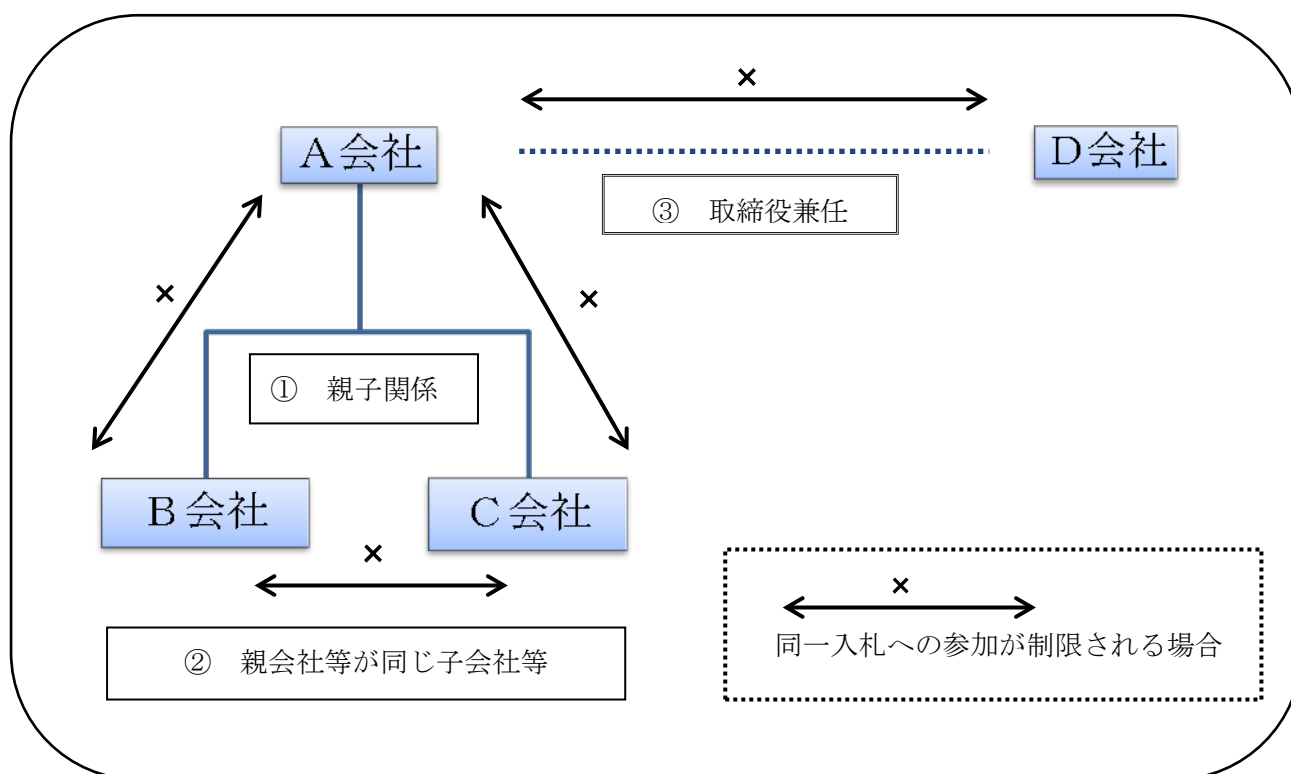 ×
A会社
D会社
③　取締役兼任
×
×
①　親子関係
B会社
C会社
×
×
②　親会社等が同じ子会社等
同一入札への参加が制限される場合